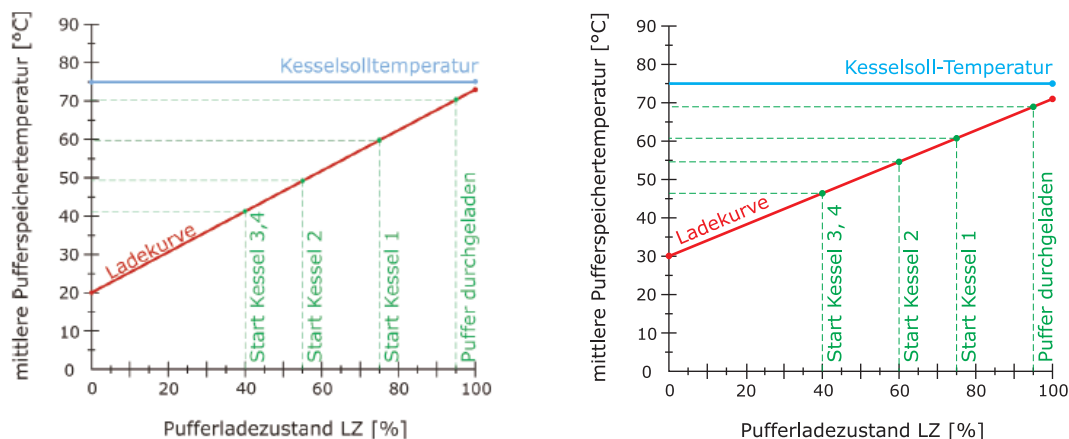 mittlere Pufferspeichertemperatur [°C]
90
80
70
60
50
40
30
20
10
0
Kesselsolltemperatur
Ladekurve
Start Kessel 3,4
Start Kessel 2
Start Kessel 1
Puffer durchgeladen
0
20
40
60
80
100
Pufferladezustand LZ [%]
mittlere Pufferspeichertemperatur [°C]
90
80
70
60
50
40
30
20
10
0
Kesselsoll-Temperatur
Ladekurve
Start Kessel 3, 4
Start Kessel 2
Start Kessel 1
Puffer durchgeladen
0
20
40
60
80
100
Pufferladezustand LZ [%]